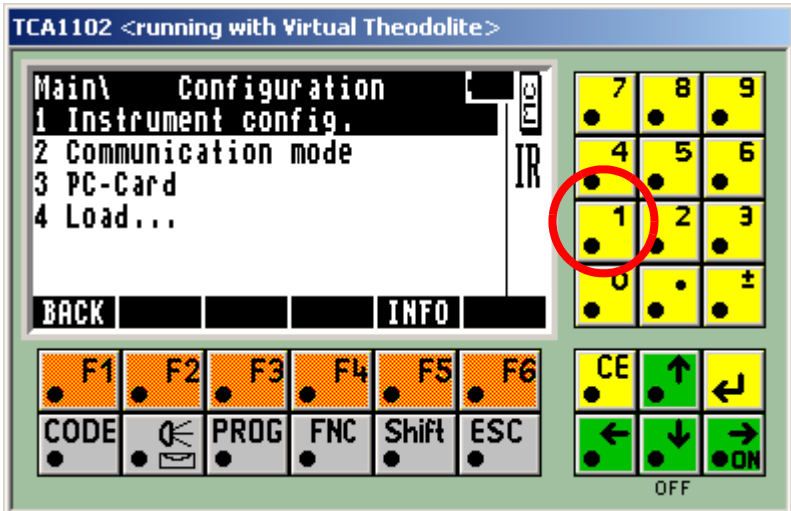 TCA1102 <running with Virtual Theodolite>
Main\ Configuration MC
1 Instrument config.
2 Communication mode IR
3 PC-Card
4 Load...
BACK INFO
7 8 9
4 5 6
1 2 3
0 . ±
F1 F2 F3 F4 F5 F6 CE
CODE PROG FNC Shift ESC ON
OFF